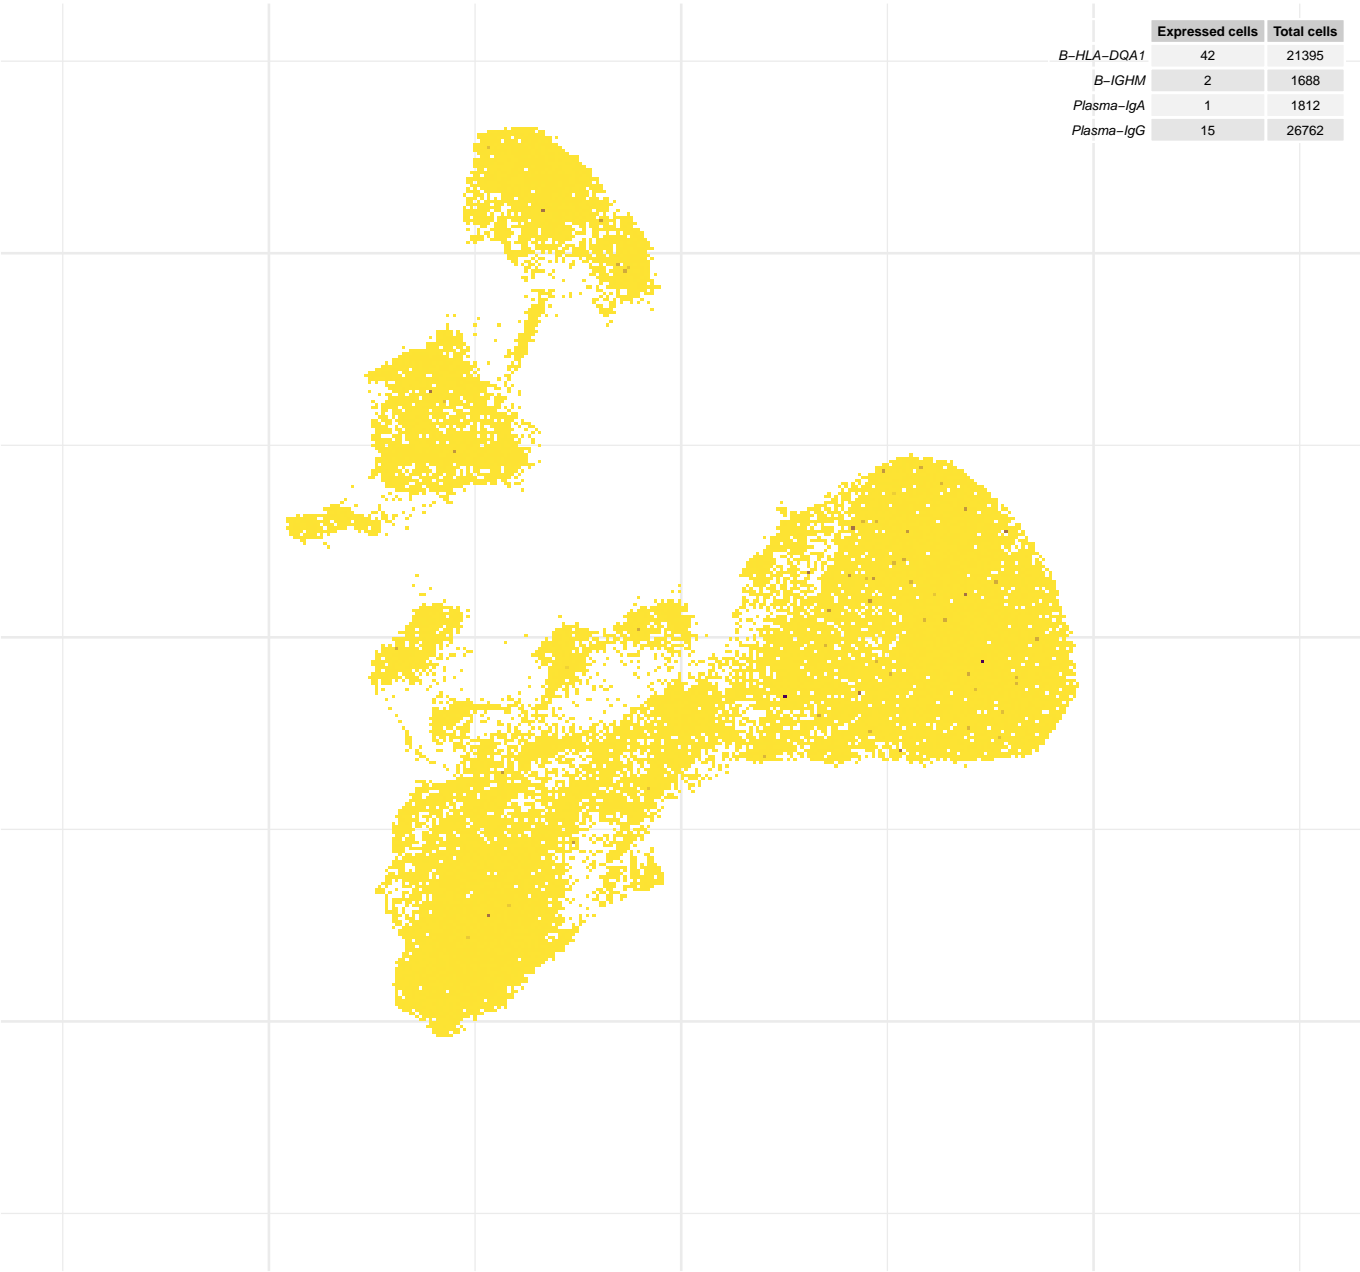 Expressed cells Total cells
B−HLA−DQA1 42 21395
B−IGHM 2 1688
Plasma−IgA 1 1812
Plasma−IgG 15 26762